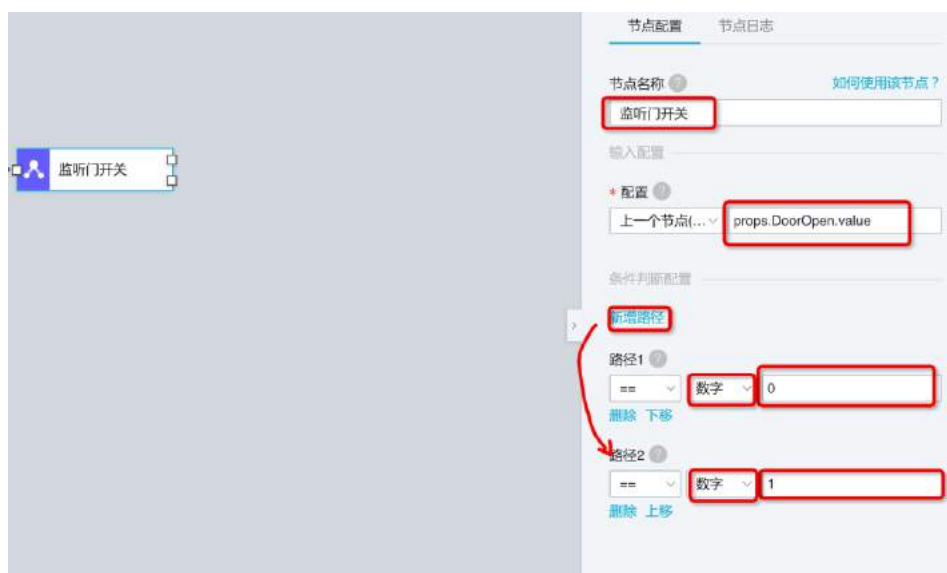 节点配置 节点日志
节点名称 ? 如何使用该节点?
监听门开关
监听门开关
输入配置
* 配置 ?
上一个节点(... props.DoorOpen.value
条件判断配置
新增路径
路径1 ?
== 数字 0
删除 下移
路径2 ?
== 数字 1
删除 上移